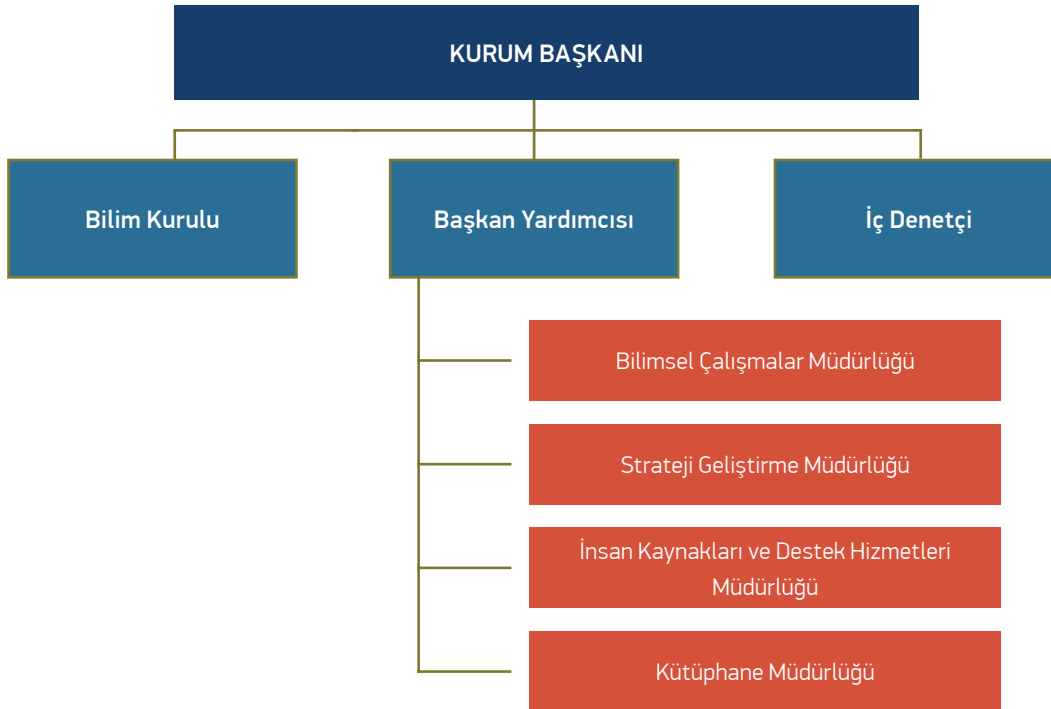 KURUM BAŞKANI
Bilim Kurulu
Başkan Yardımcısı
İç Denetçi
Bilimsel Çalışmalar Müdürlüğü
Strateji Geliştirme Müdürlüğü
İnsan Kaynakları ve Destek Hizmetleri
Müdürlüğü
Kütüphane Müdürlüğü